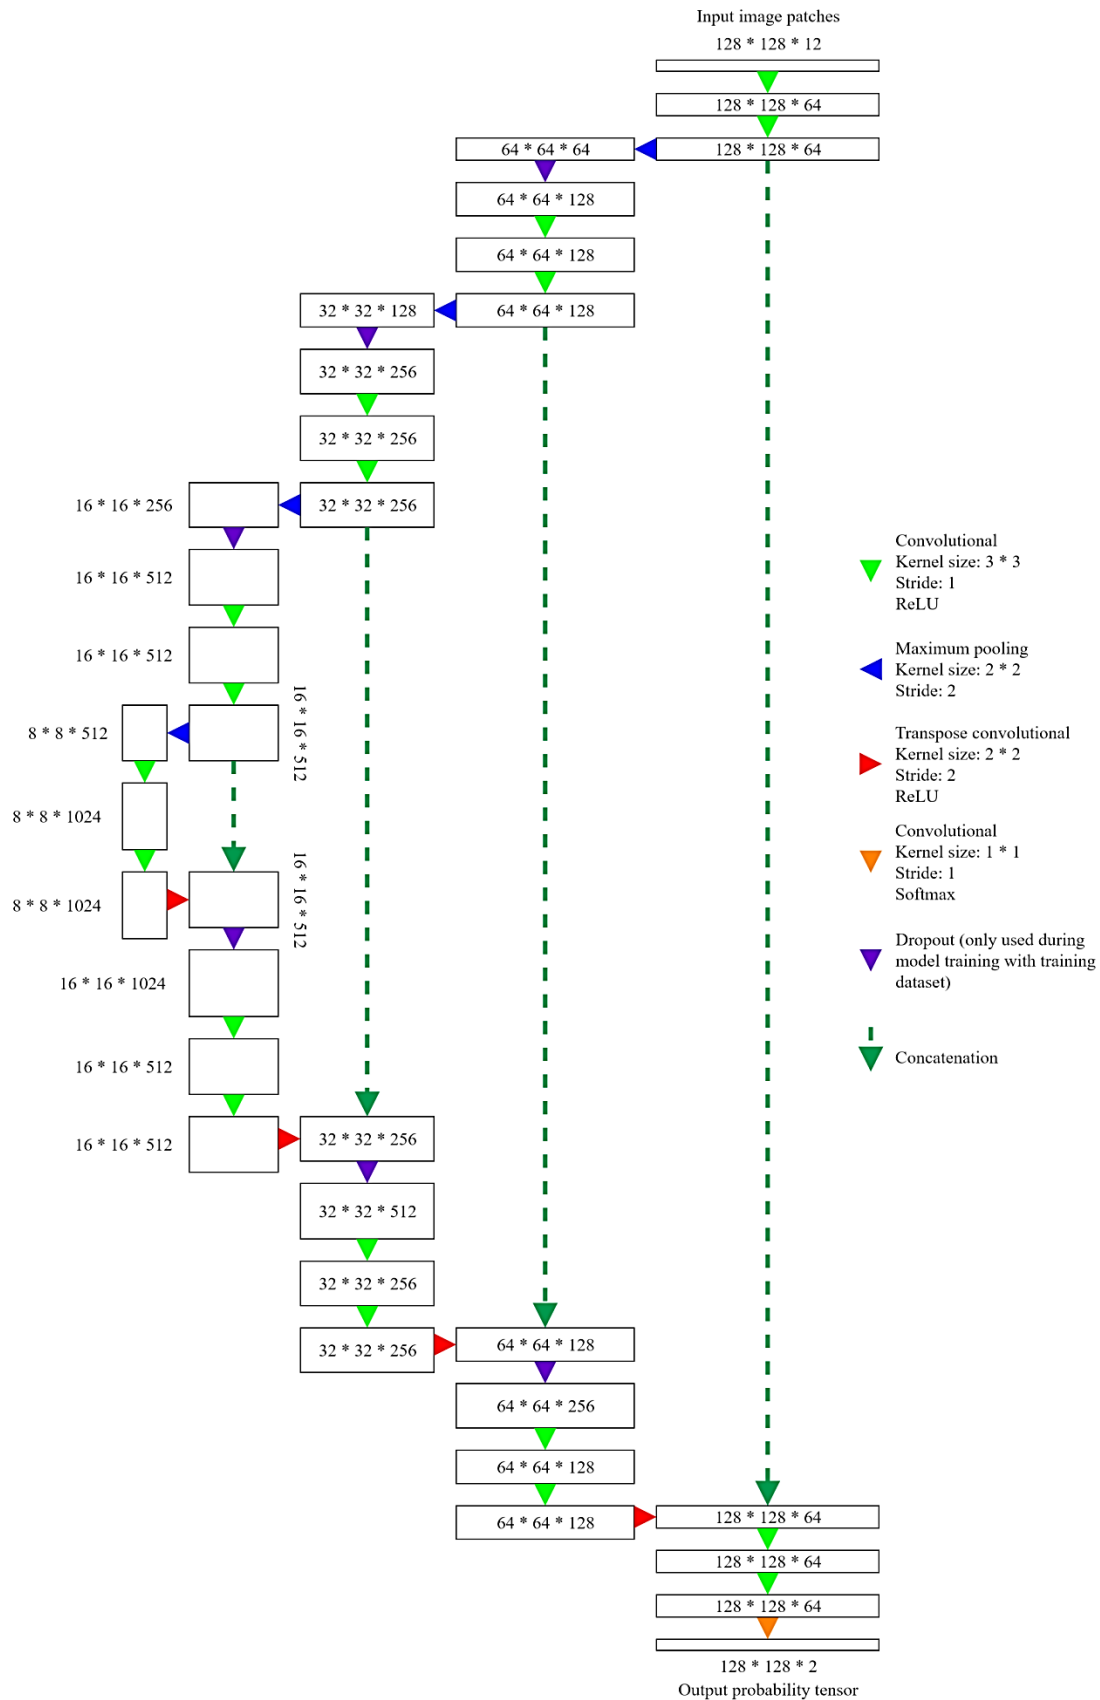 Input image patches
128 * 128 * 12
128 * 128 * 64
64 * 64 * 64
128 * 128 * 64
64 * 64 * 128
64 * 64 * 128
32 * 32 * 128
64 * 64 * 128
32 * 32 * 256
32 * 32 * 256
16 * 16 * 256
32 * 32 * 256
16 * 16 * 512
16 * 16 * 512
16 * 16 * 512
8 * 8 * 512
8 * 8 * 1024
16 * 16 * 512
8 * 8 * 1024
16 * 16 * 1024
16 * 16 * 512
16 * 16 * 512
32 * 32 * 256
32 * 32 * 512
32 * 32 * 256
32 * 32 * 256
64 * 64 * 128
64 * 64 * 256
64 * 64 * 128
64 * 64 * 128
128 * 128 * 64
128 * 128 * 64
128 * 128 * 64
128 * 128 * 2
Output probability tensor
Convolutional
Kernel size: 3 * 3
Stride: 1
ReLU
Maximum pooling
Kernel size: 2 * 2
Stride: 2
Transpose convolutional
Kernel size: 2 * 2
Stride: 2
ReLU
Convolutional
Kernel size: 1 * 1
Stride: 1
Softmax
Dropout (only used during
model training with training
dataset)
Concatenation